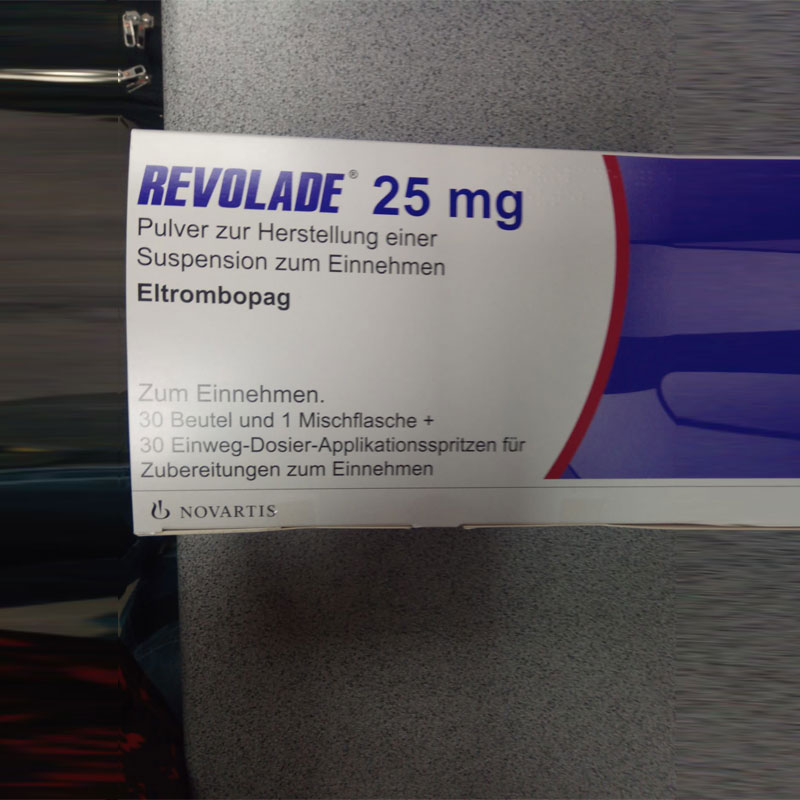 REVOLADE® 25 mg
Pulver zur Herstellung einer
Suspension zum Einnehmen
Eltrombopag
Zum Einnehmen.
30 Beutel und 1 Mischflasche +
30 Einweg-Dosier-Applikationsspritzen für
Zubereitungen zum Einnehmen
NOVARTIS